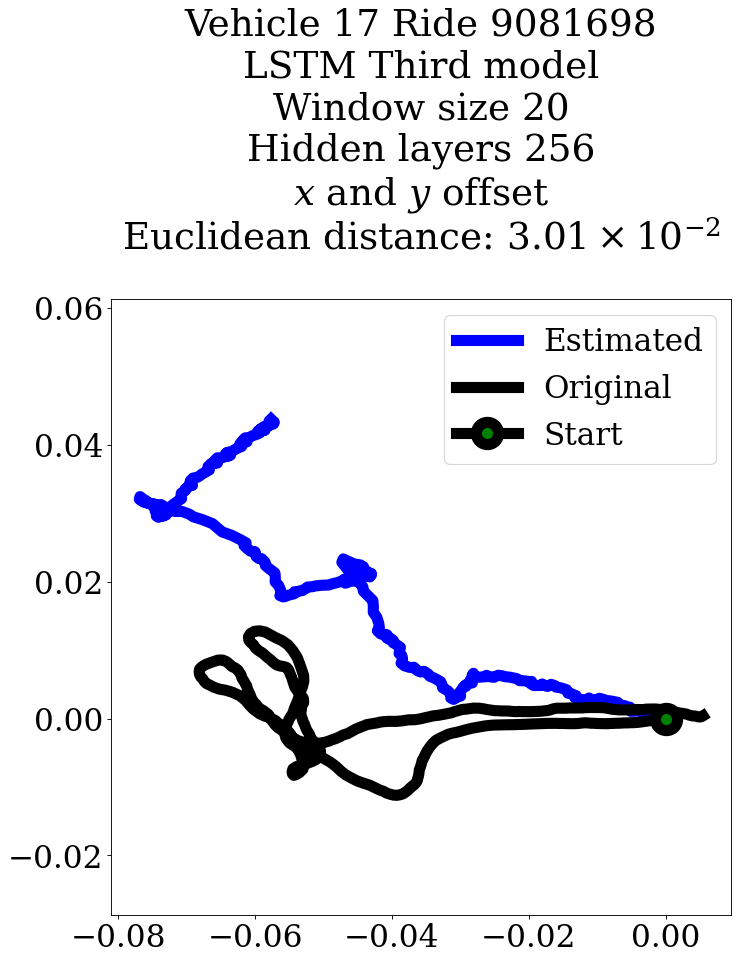 Vehicle 17 Ride 9081698
LSTM Third model
Window size 20
Hidden layers 256
x and y offset
Euclidean distance: 3.01 × 10⁻²
0.06
0.04
0.02
0.00
−0.02
Estimated
Original
Start
−0.08
−0.06
−0.04
−0.02
0.00